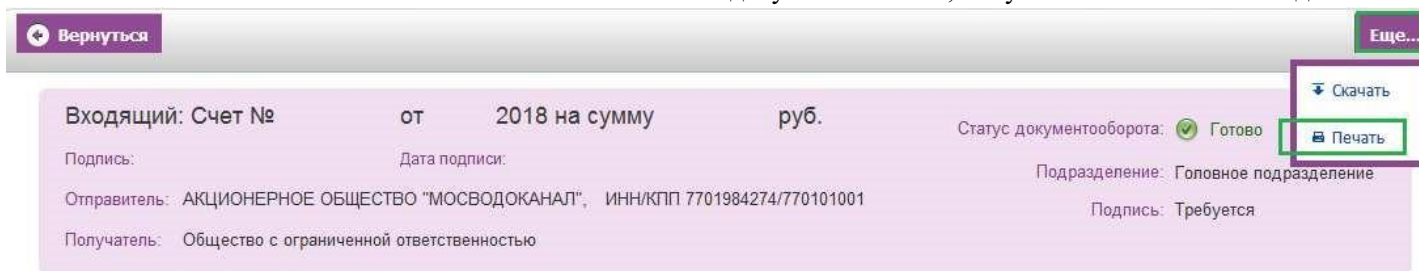 Вернуться Еще...
Скачать
Печать
Входящий: Счет № от 2018 на сумму руб.
Статус документооборота: Готово
Подпись: Дата подписи:
Подразделение: Головное подразделение
Отправитель: АКЦИОНЕРНОЕ ОБЩЕСТВО "МОСВОДОКАНАЛ", ИНН/КПП 7701984274/770101001
Подпись: Требуется
Получатель: Общество с ограниченной ответственностью